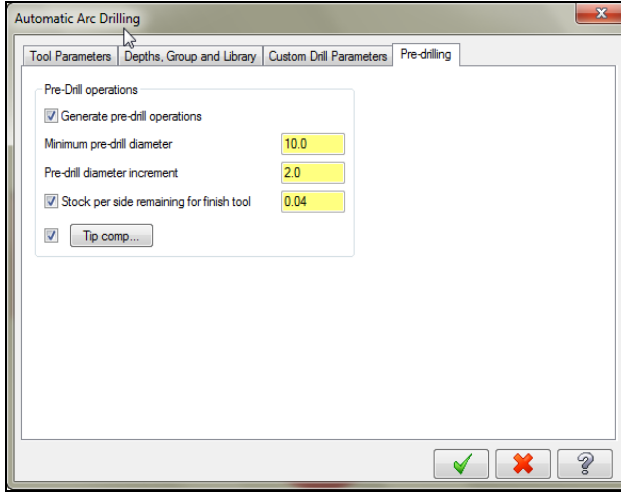 Automatic Arc Drilling
Tool Parameters Depths, Group and Library Custom Drill Parameters Pre-drilling
Pre-Drill operations
Generate pre-drill operations
Minimum pre-drill diameter 10.0
Pre-drill diameter increment 2.0
Stock per side remaining for finish tool 0.04
Tip comp...